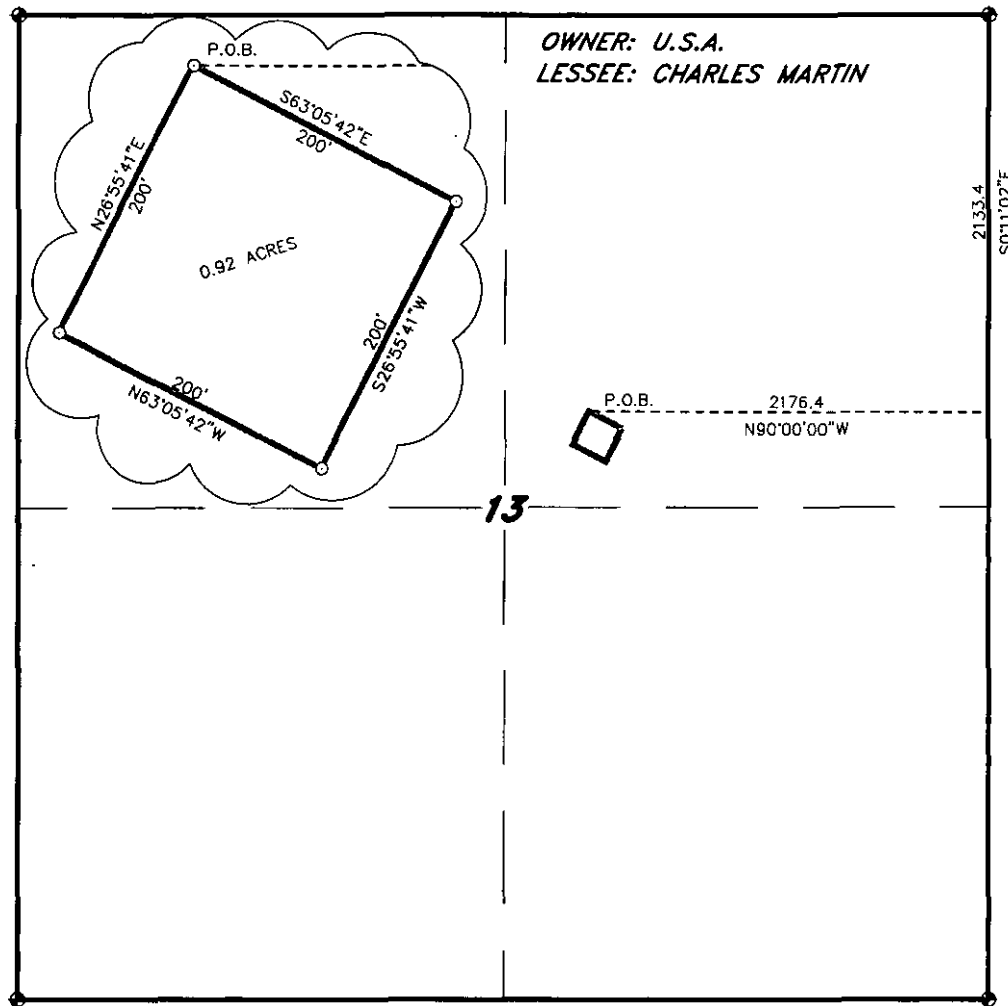 OWNER: U.S.A.
LESSEE: CHARLES MARTIN
P.O.B.
S63°05'42"E
200'
N26°55'41"E
200'
0.92 ACRES
200'
S26°55'41"W
200'
N63°05'42"W
2133.4
S0°11'02"E
P.O.B.
2176.4
N90°00'00"W
13